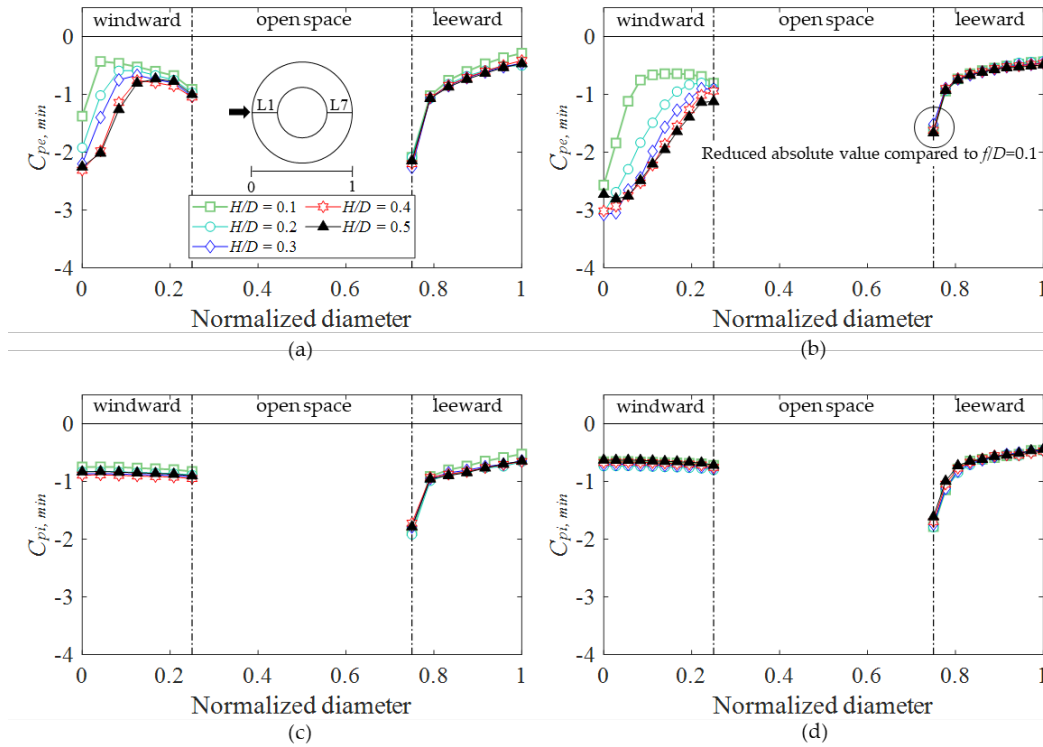 windward open space leeward
0
-1
-2
-3
-4
C_pe, min
L1 L7
0 1
H/D = 0.1 H/D = 0.4
H/D = 0.2 H/D = 0.5
H/D = 0.3
0 0.2 0.4 0.6 0.8 1
Normalized diameter
(a)
windward open space leeward
0
-1
-2
-3
-4
C_pe, min
Reduced absolute value compared to f/D=0.1
0 0.2 0.4 0.6 0.8 1
Normalized diameter
(b)
windward open space leeward
0
-1
-2
-3
-4
C_pi, min
0 0.2 0.4 0.6 0.8 1
Normalized diameter
(c)
windward open space leeward
0
-1
-2
-3
-4
C_pi, min
0 0.2 0.4 0.6 0.8 1
Normalized diameter
(d)